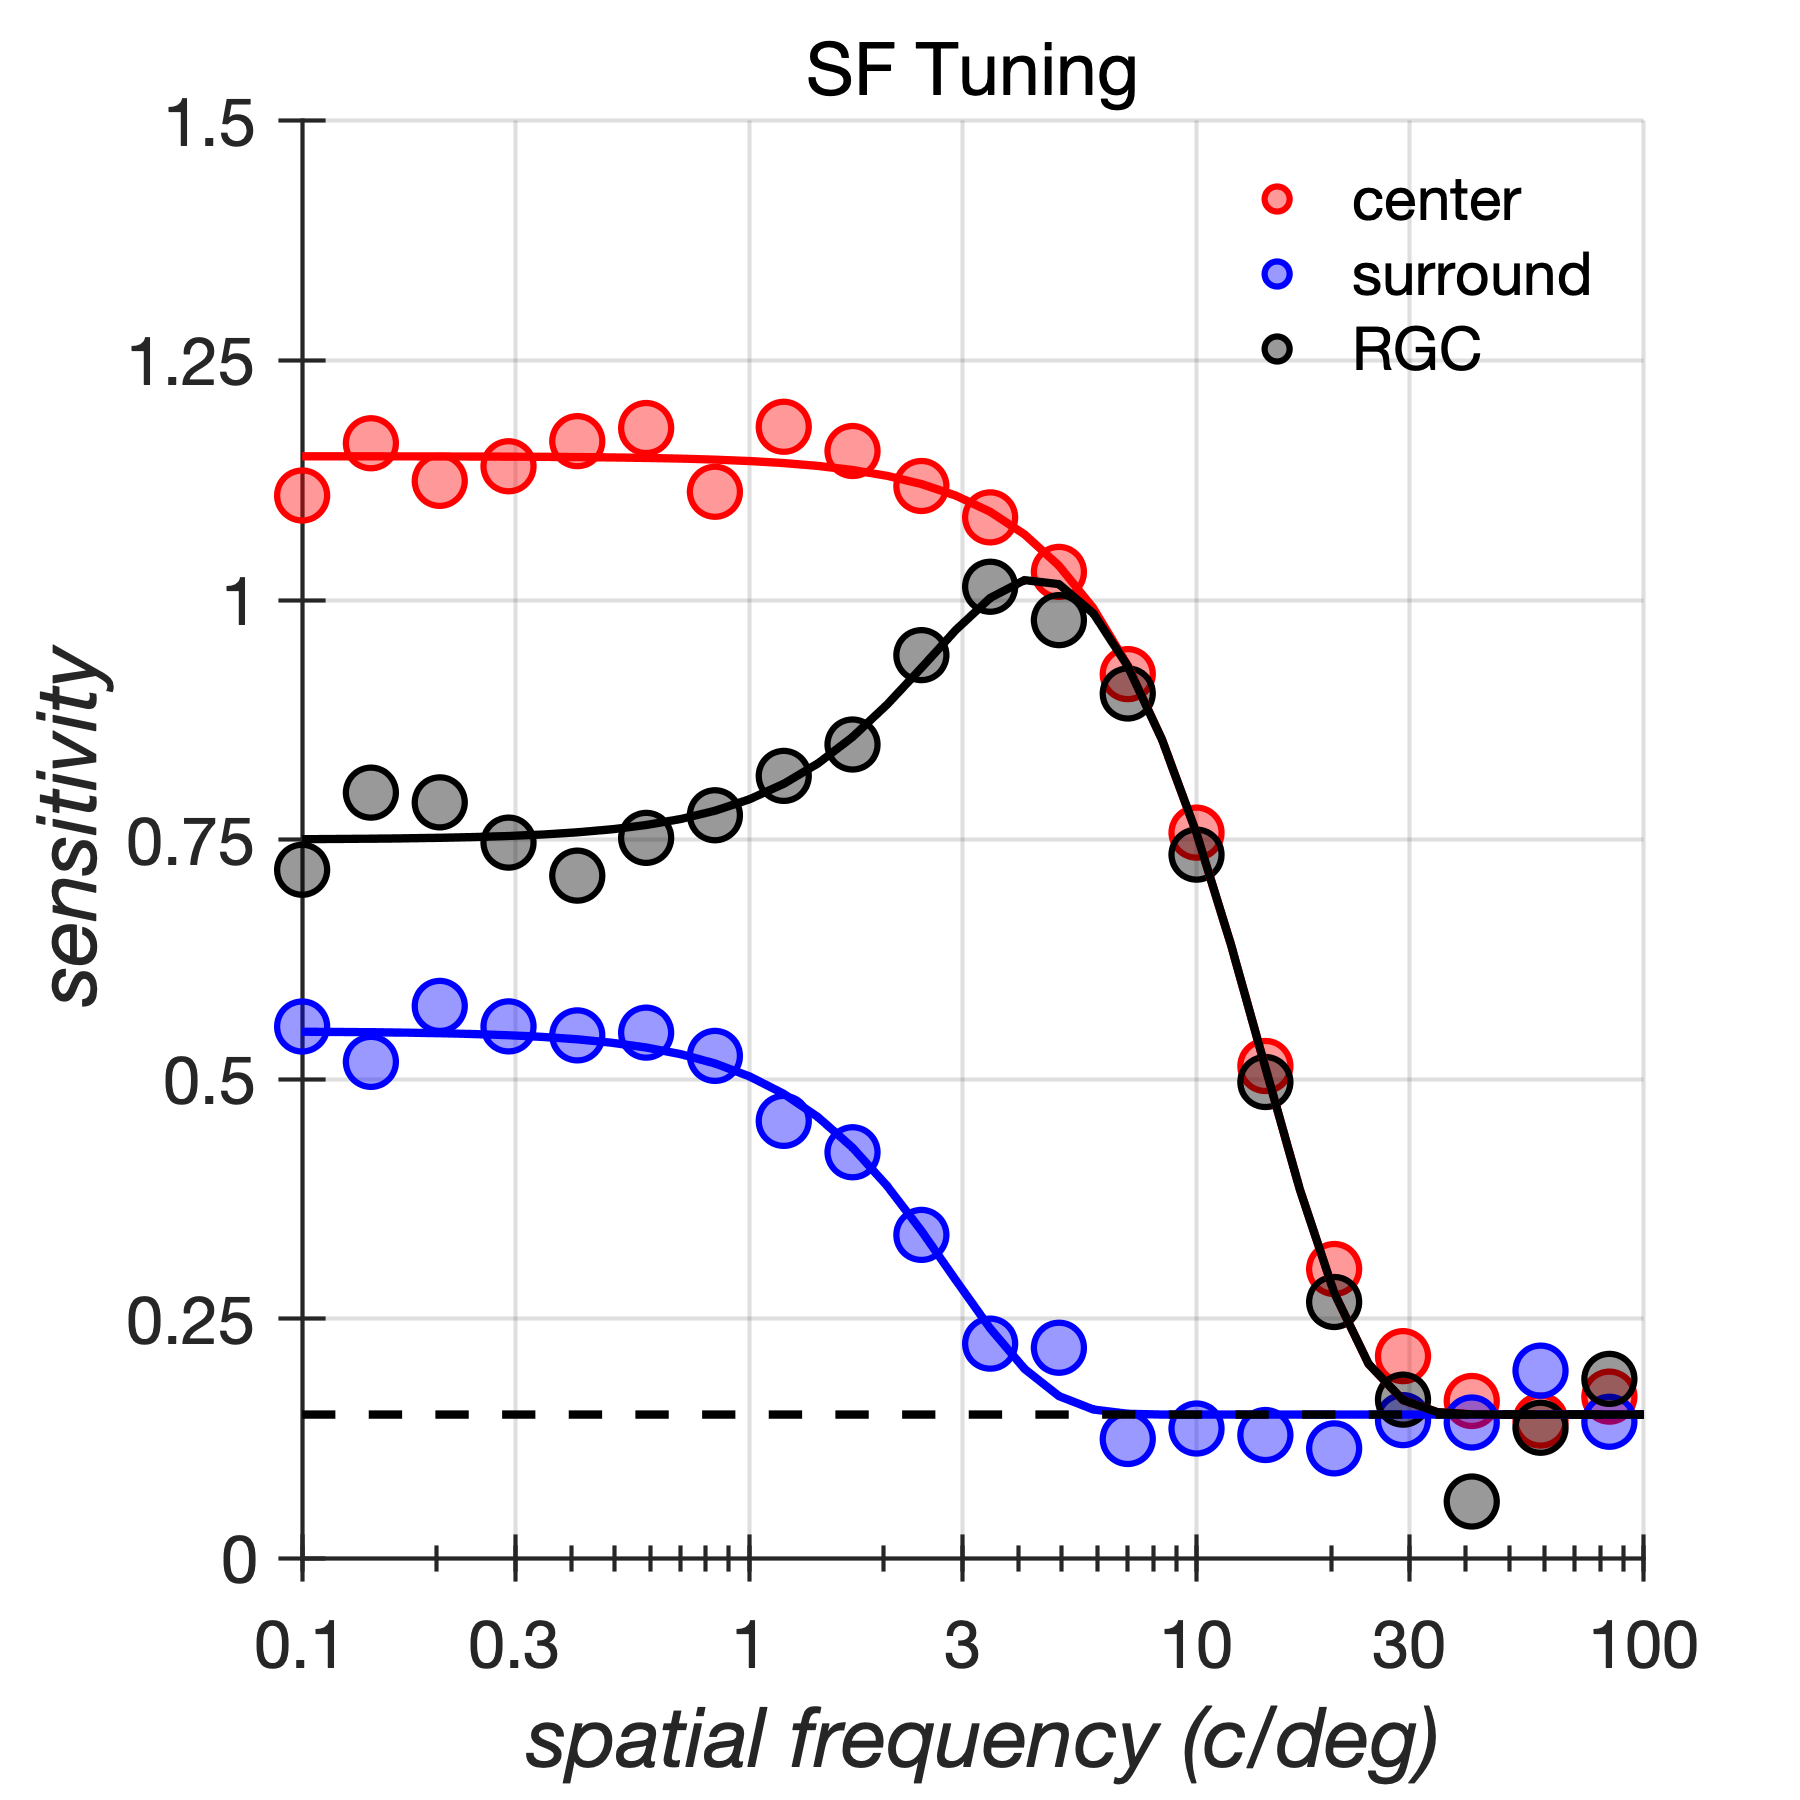 SF Tuning
1.5
1.25
1
0.75
0.5
0.25
0
sensitivity
center
surround
RGC
0.1 0.3 1 3 10 30 100
spatial frequency (c/deg)